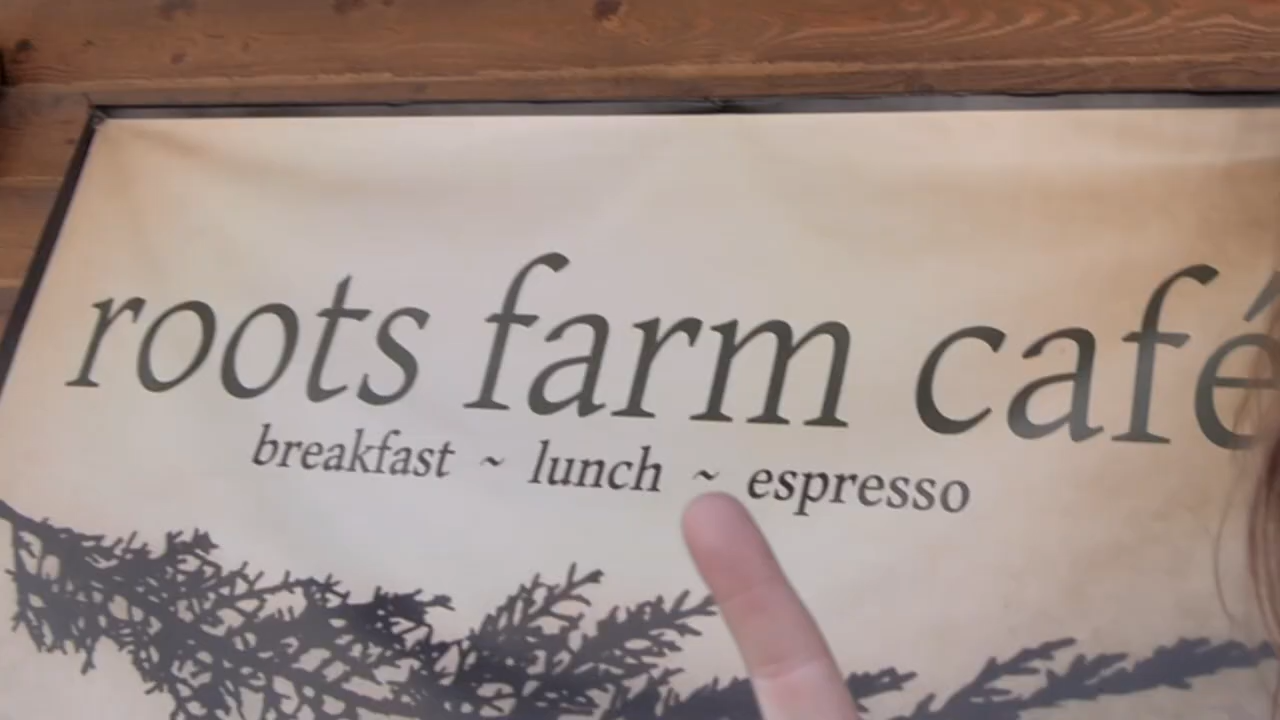 roots farm café
breakfast ~ lunch ~ espresso